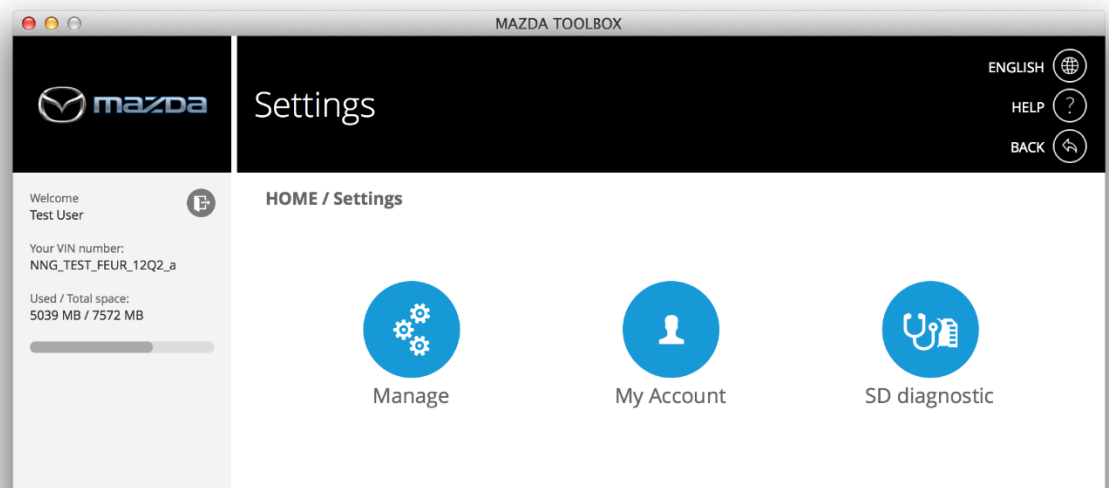 MAZDA TOOLBOX
mazda
Settings
ENGLISH
HELP
?
BACK
Welcome
Test User
Your VIN number:
NNG_TEST_FEUR_12Q2_a
Used / Total space:
5039 MB / 7572 MB
HOME / Settings
Manage
My Account
SD diagnostic